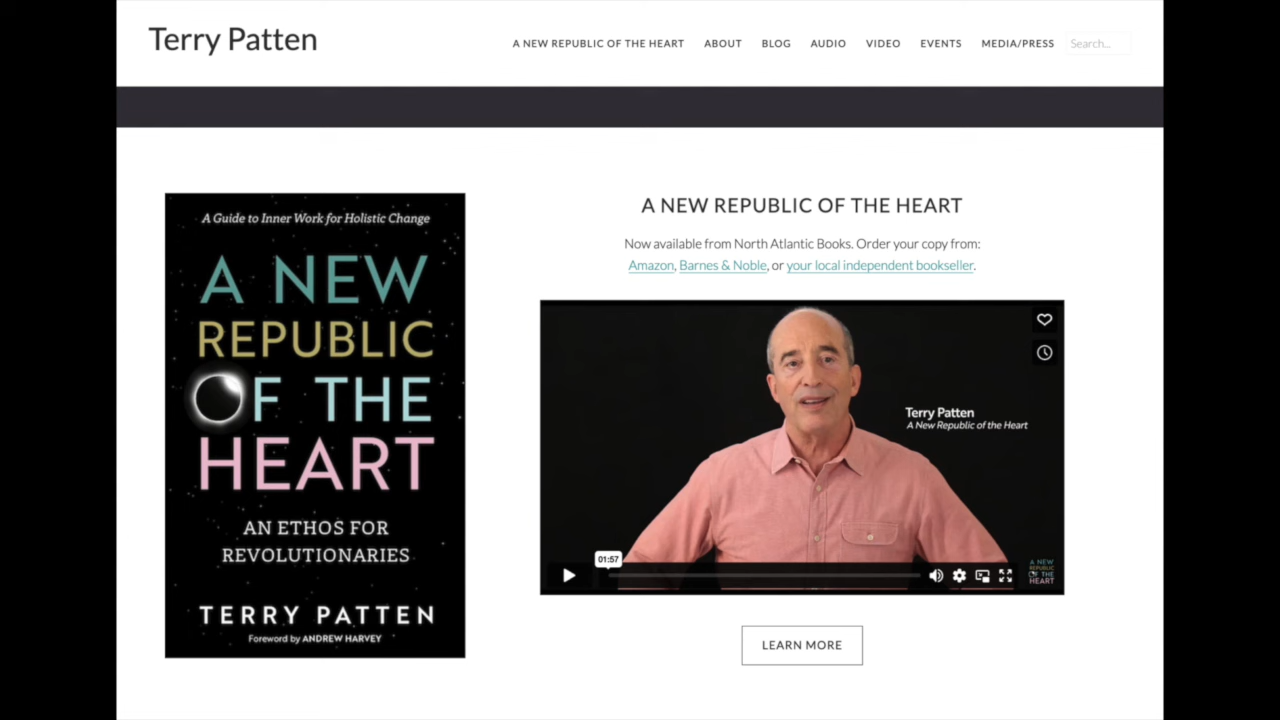 Terry Patten
A NEW REPUBLIC OF THE HEART ABOUT BLOG AUDIO VIDEO EVENTS MEDIA/PRESS Search...
A Guide to Inner Work for Holistic Change
A NEW
REPUBLIC
OF THE
HEART
AN ETHOS FOR
REVOLUTIONARIES
TERRY PATTEN
Foreword by ANDREW HARVEY
A NEW REPUBLIC OF THE HEART
Now available from North Atlantic Books. Order your copy from:
Amazon, Barnes & Noble, or your local independent bookseller.
Terry Patten
A New Republic of the Heart
01:57
A NEW
REPUBLIC
OF THE
HEART
LEARN MORE